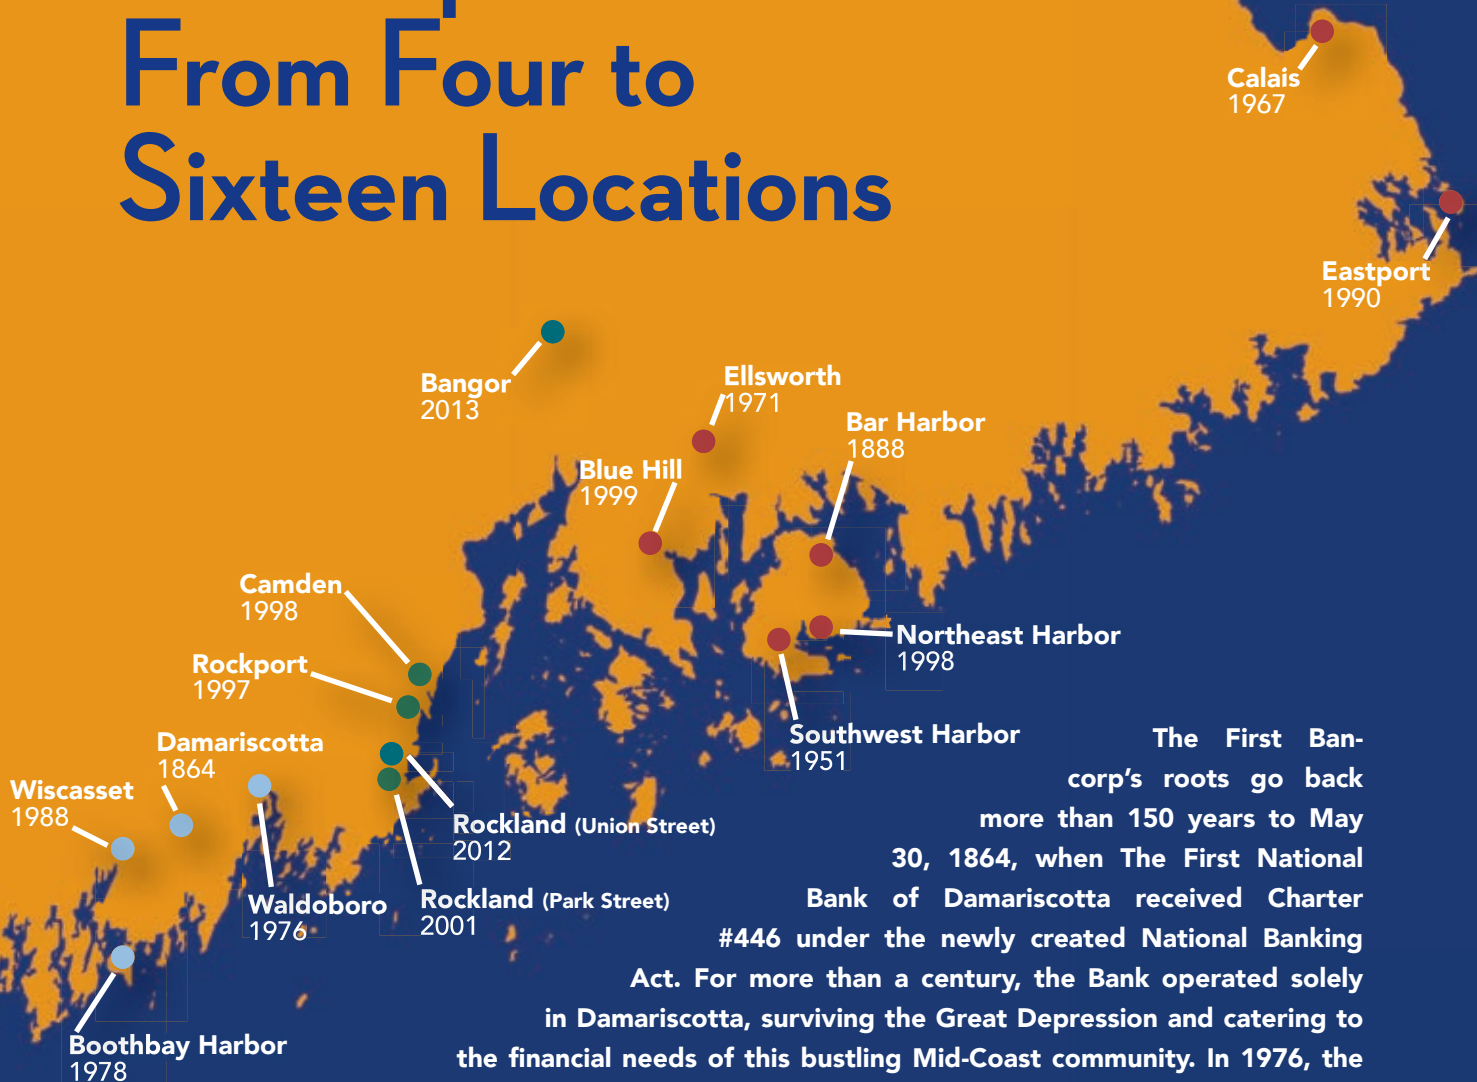 From Four to
Sixteen Locations
Calais
1967
Eastport
1990
Bangor
2013
Ellsworth
1971
Bar Harbor
1888
Blue Hill
1999
Camden
1998
Northeast Harbor
1998
Rockport
1997
Southwest Harbor
1951
Damariscotta
1864
Wiscasset
1988
Rockland (Union Street)
2012
Rockland (Park Street)
2001
Waldoboro
1976
Boothbay Harbor
1978
The First Ban-
corp’s roots go back
more than 150 years to May
30, 1864, when The First National
Bank of Damariscotta received Charter
#446 under the newly created National Banking
Act. For more than a century, the Bank operated solely
in Damariscotta, surviving the Great Depression and catering to
the financial needs of this bustling Mid-Coast community. In 1976, the